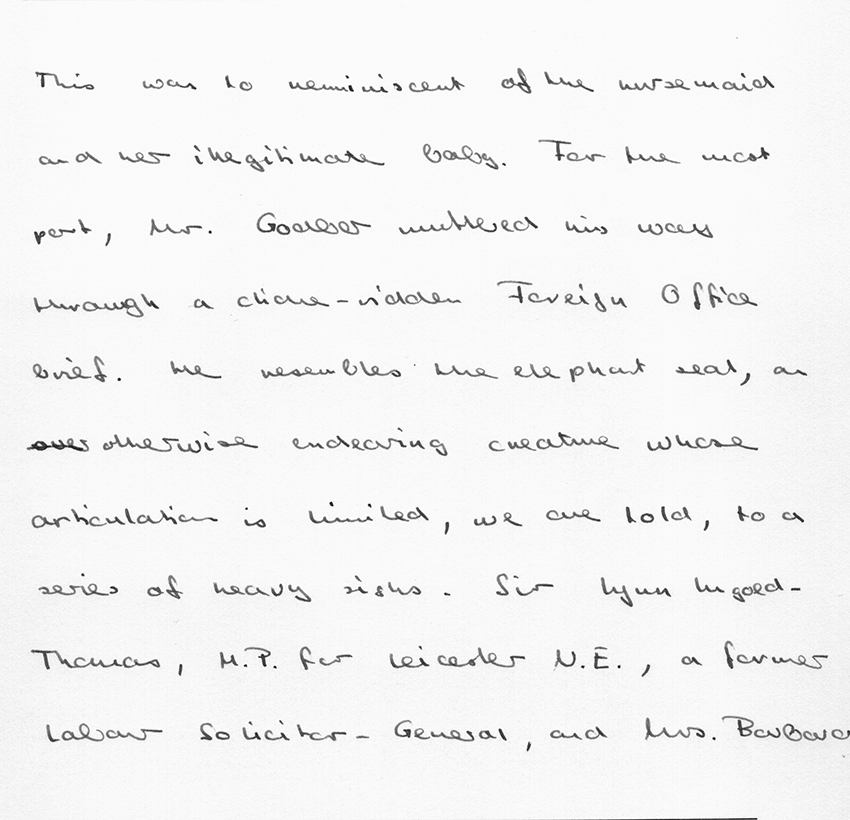 This was to reminiscent of the nursemaid
and her illegitimate baby. For the most
part, Mr. Godber muttered his way
through a cliche-ridden Foreign Office
brief. He resembles the elephant seal, an
otherwise endearing creature whose
articulation is limited, we are told, to a
series of heavy sighs. Sir Lynn Ungoed-
Thomas, M.P. for Leicester N.E., a former
Labour Solicitor-General, and Mrs. Barbara